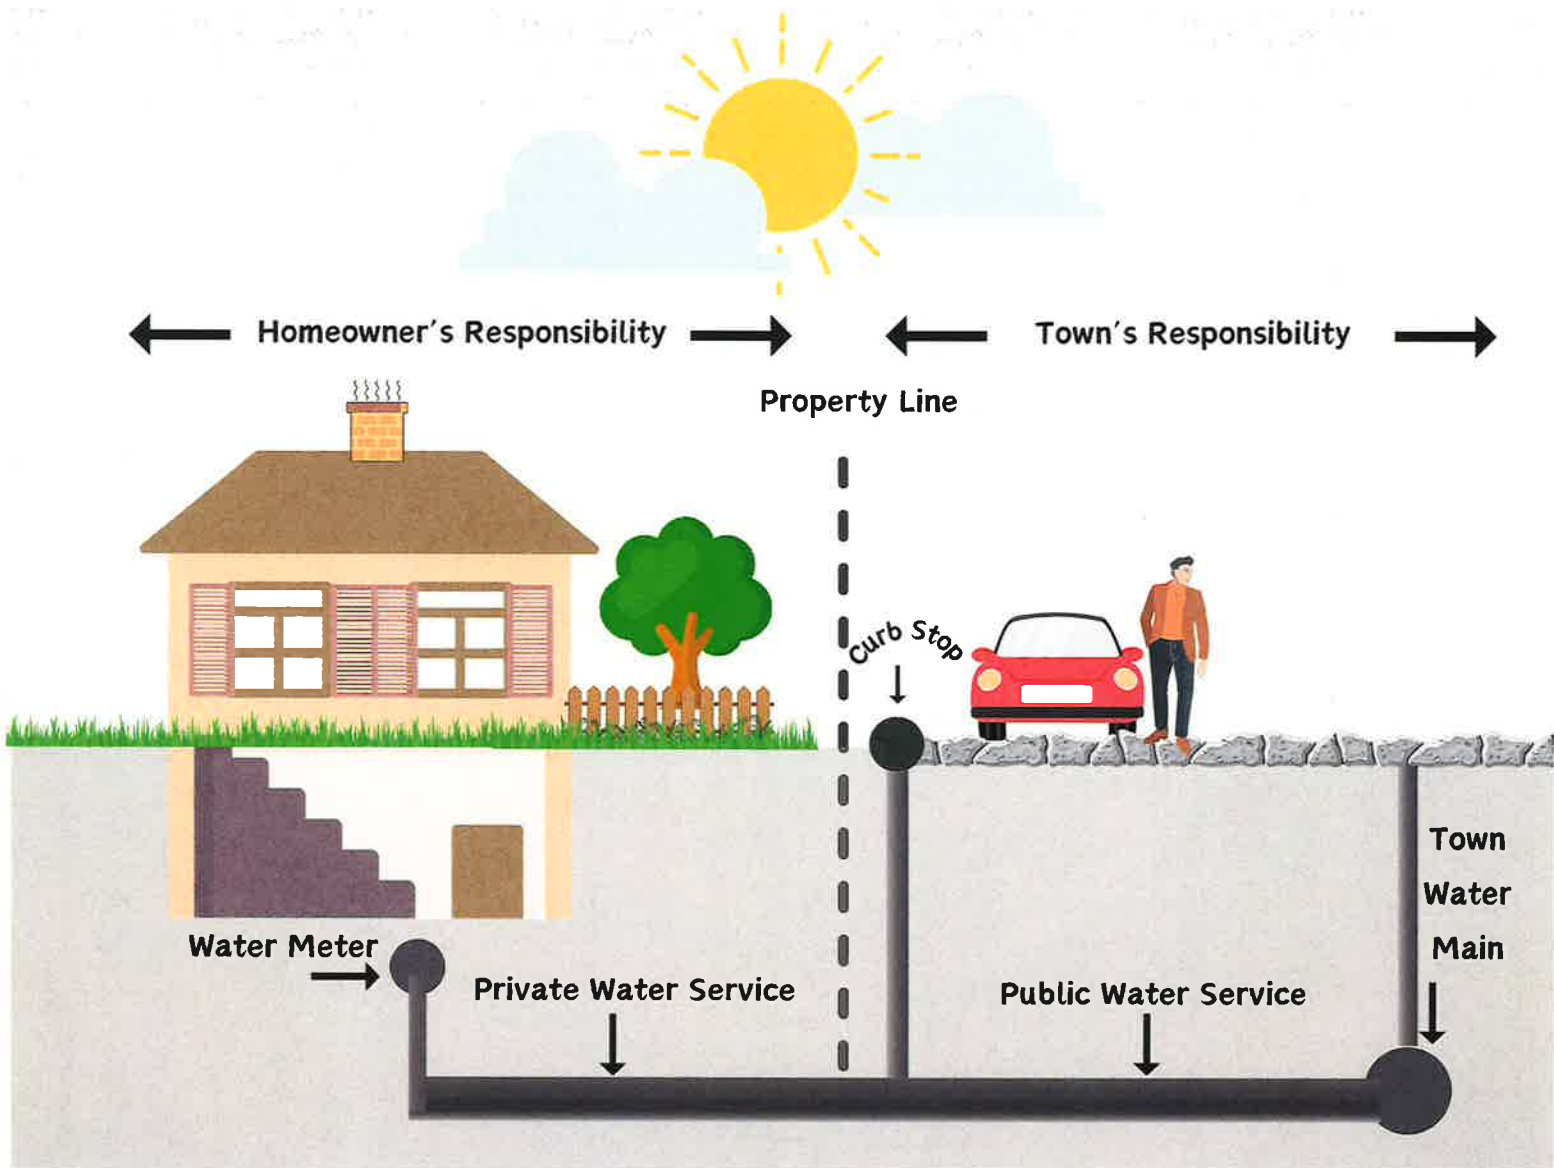 Homeowner's Responsibility
Town's Responsibility
Property Line
Curb Stop
Town
Water
Main
Water Meter
Private Water Service
Public Water Service